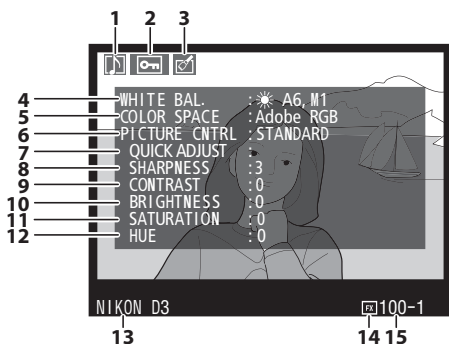 1 2 3
4 WHITE BAL. : A6, M1
5 COLOR SPACE :Adobe RGB
6 PICTURE CNTRL :STANDARD
7 QUICK ADJUST :
8 SHARPNESS :3
9 CONTRAST :0
10 BRIGHTNESS :0
11 SATURATION :0
12 HUE :0
NIKON D3 FX 100-1
13 14 15